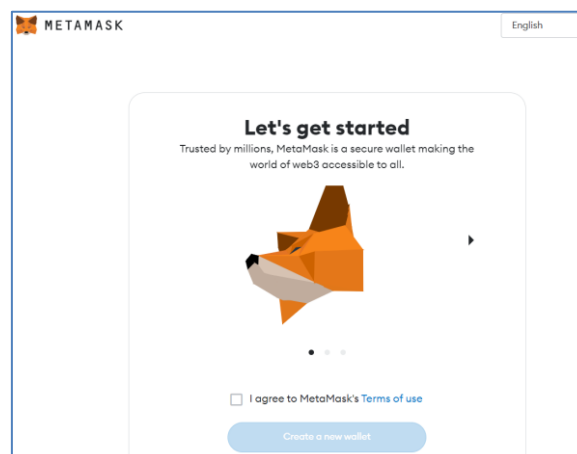 METAMASK
English
Let's get started
Trusted by millions, MetaMask is a secure wallet making the
world of web3 accessible to all.
I agree to MetaMask's Terms of use
Create a new wallet